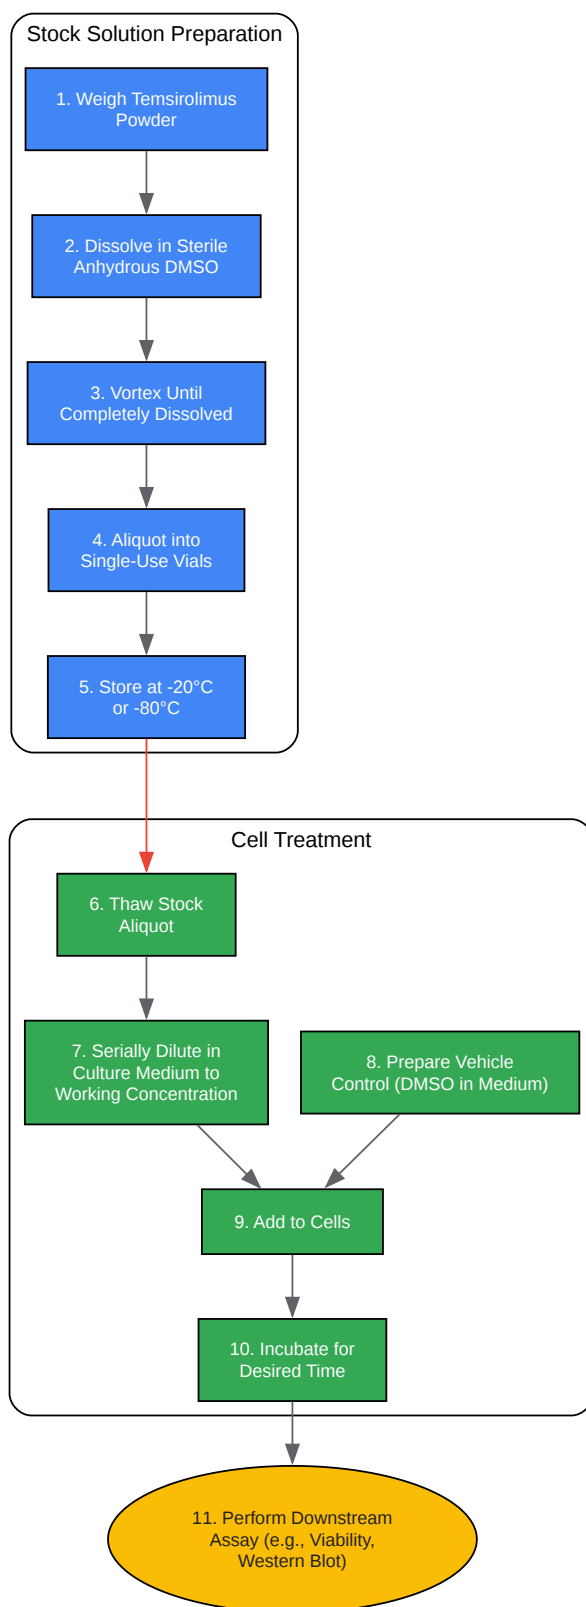 Stock Solution Preparation
1. Weigh Temsirolimus
Powder
2. Dissolve in Sterile
Anhydrous DMSO
3. Vortex Until
Completely Dissolved
4. Aliquot into
Single-Use Vials
5. Store at -20°C
or -80°C
Cell Treatment
6. Thaw Stock
Aliquot
7. Serially Dilute in
Culture Medium to
Working Concentration
8. Prepare Vehicle
Control (DMSO in Medium)
9. Add to Cells
10. Incubate for
Desired Time
11. Perform Downstream
Assay (e.g., Viability,
Western Blot)